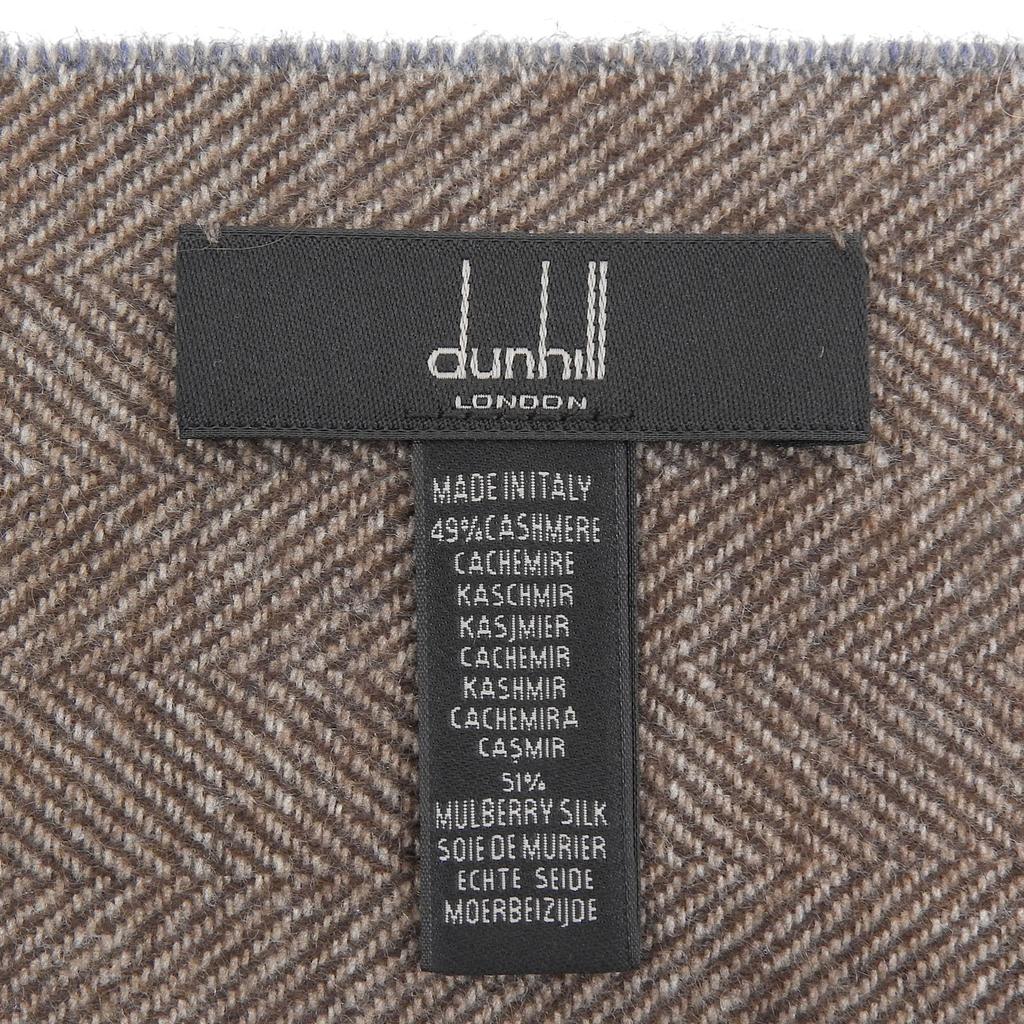 dunhill
LONDON
MADE IN ITALY
49% CASHMERE
CACHEMIRE
KASCHMIR
KASJMIER
CACHEMIR
KASHMIR
CACHEMIRA
CAŞMIR
51%
MULBERRY SILK
SOIE DE MURIER
ECHTE SEIDE
MOERBEIZIJDE